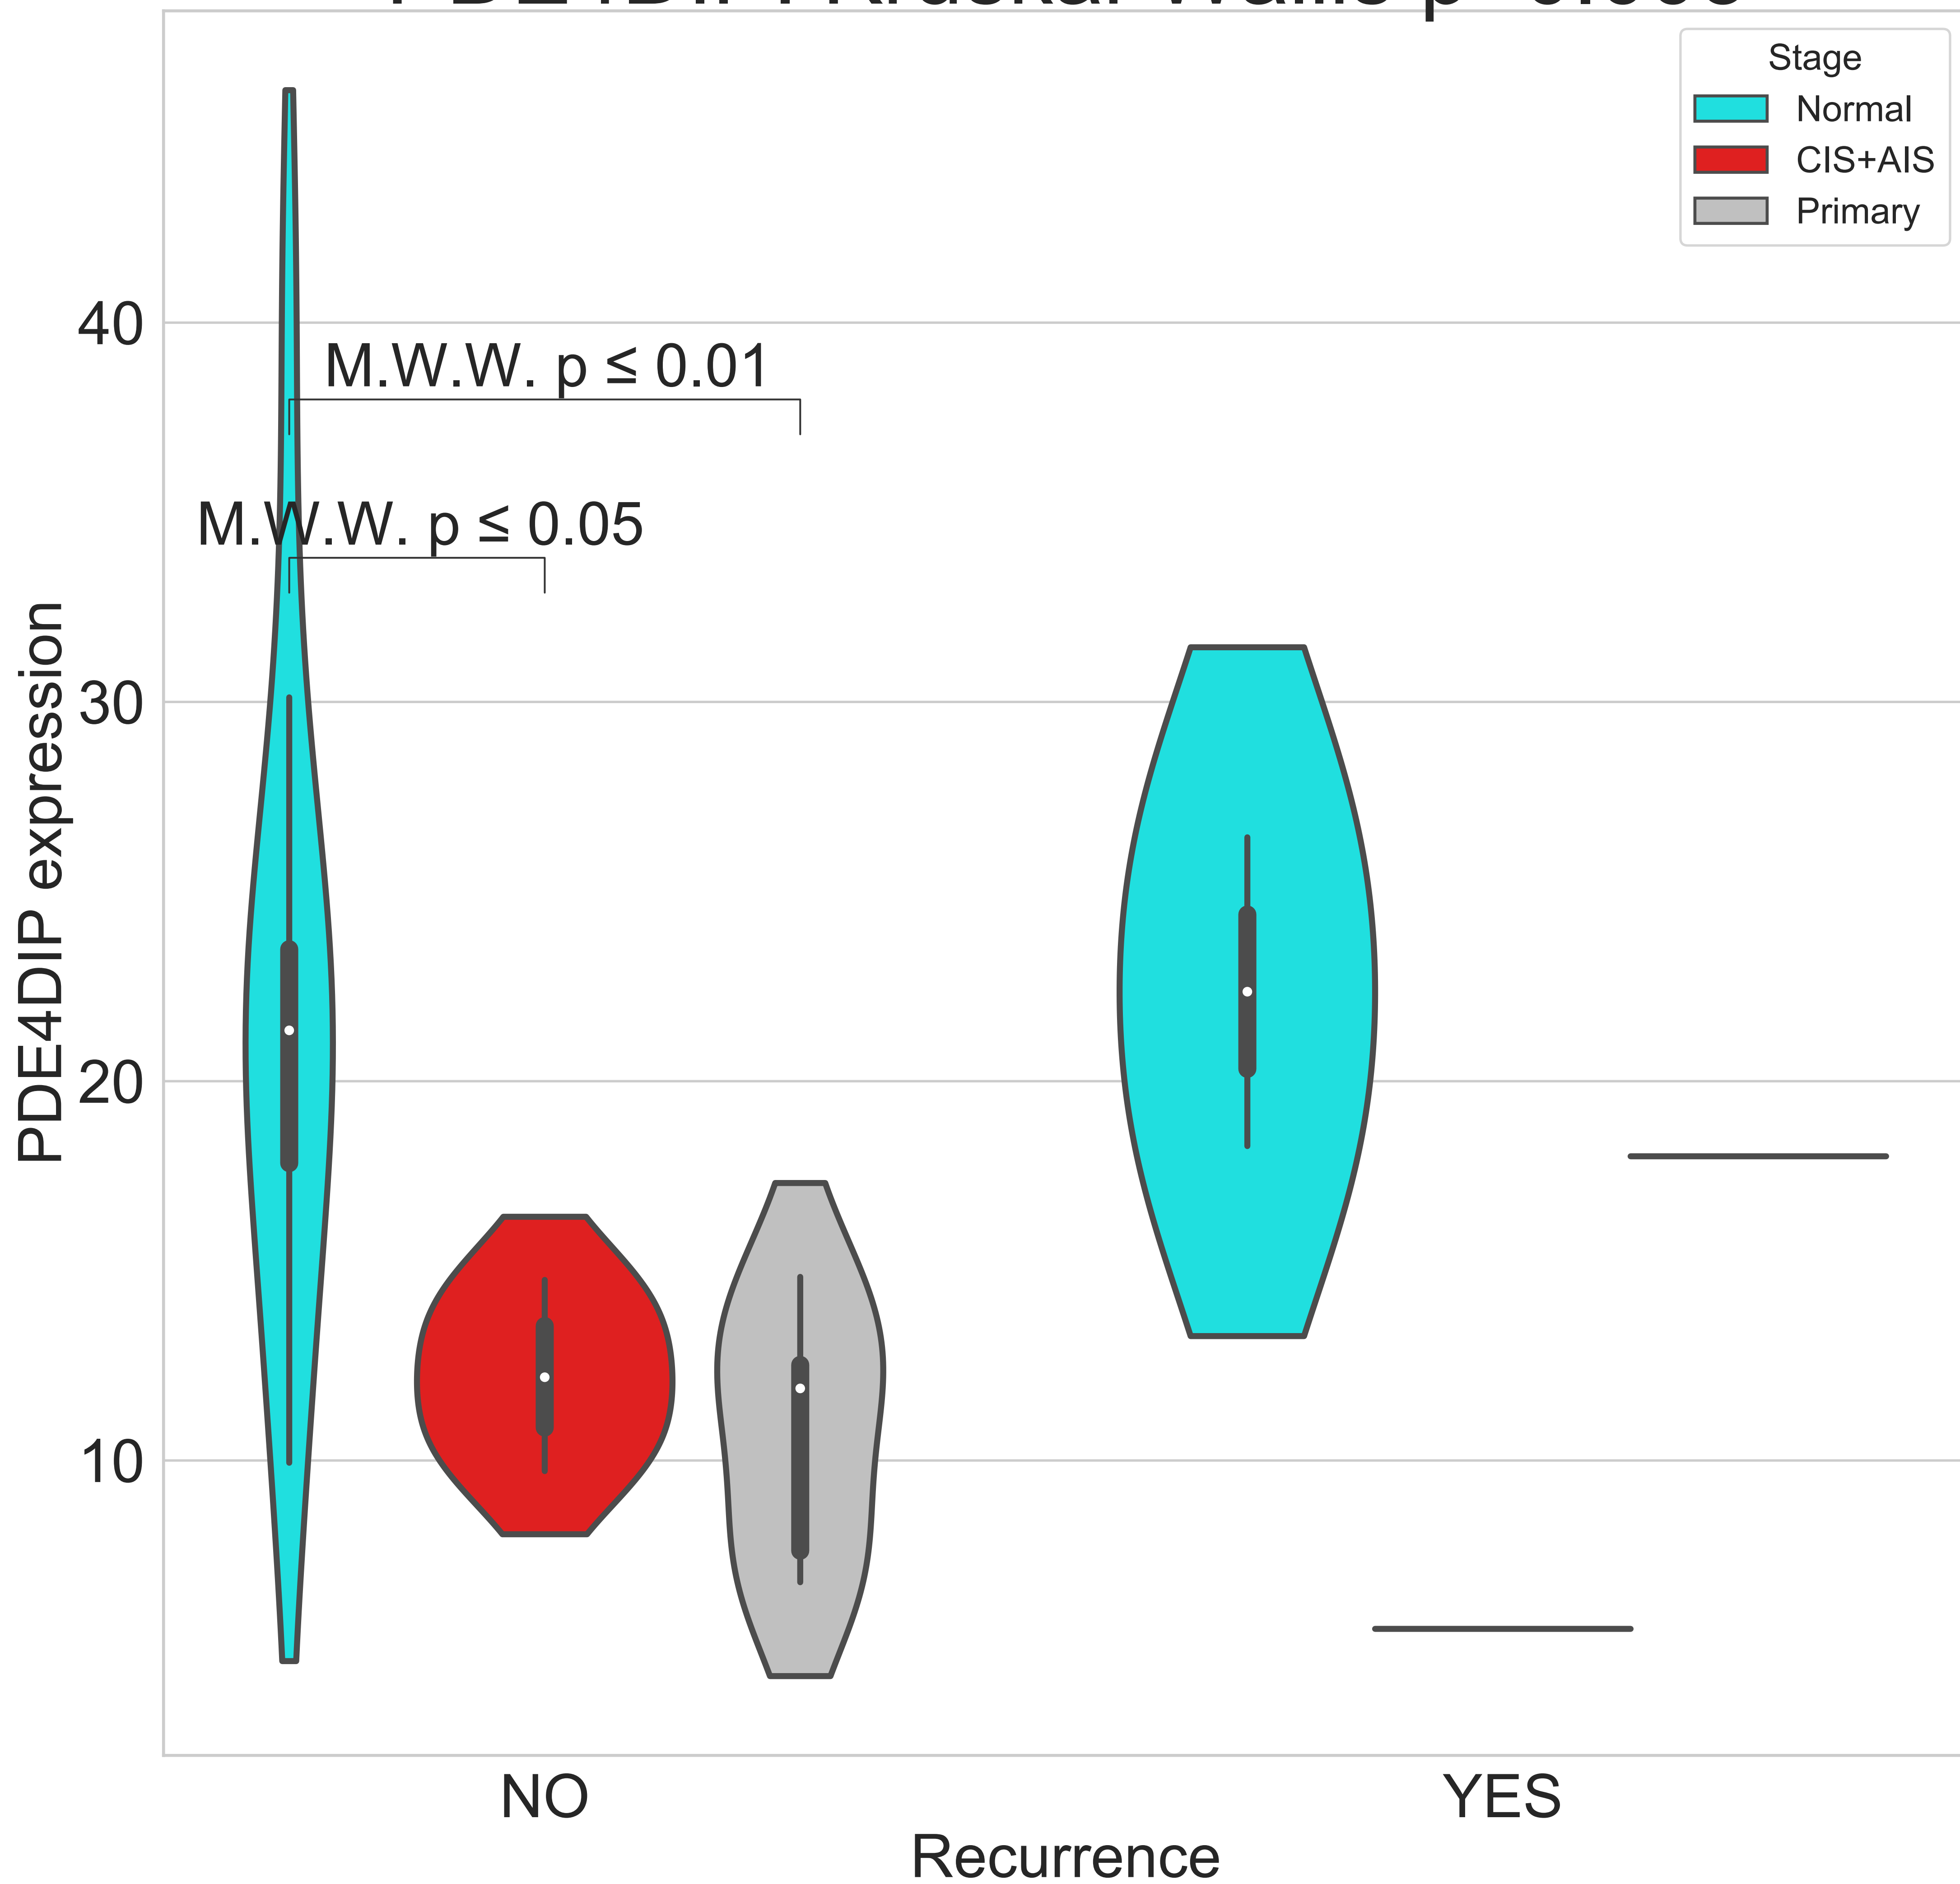 Stage
Normal
CIS+AIS
Primary
40
M.W.W. p ≤ 0.01
M.W.W. p ≤ 0.05
30
20
10
PDE4DIP expression
NO
YES
Recurrence